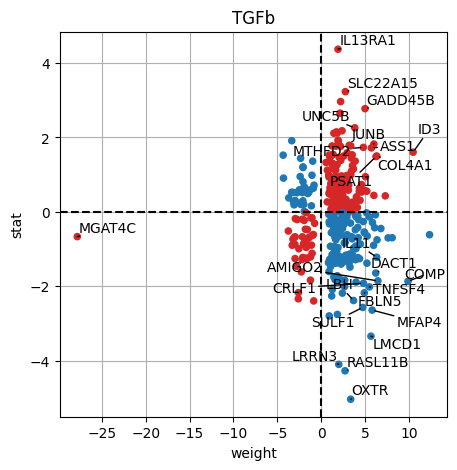 TGFb
IL13RA1
SLC22A15
GADD45B
UNC5B
ID3
JUNB
MTHFD2
ASS1
COL4A1
PSAT1
MGAT4C
IL11
DACT1
AMIGO2
COMP
CRLF1
LBH
TNFSF4
FBLN5
SULF1
MFAP4
LMCD1
LRRN3
RASL11B
OXTR
stat
4
2
0
−2
−4
−25
−20
−15
−10
−5
0
5
10
weight